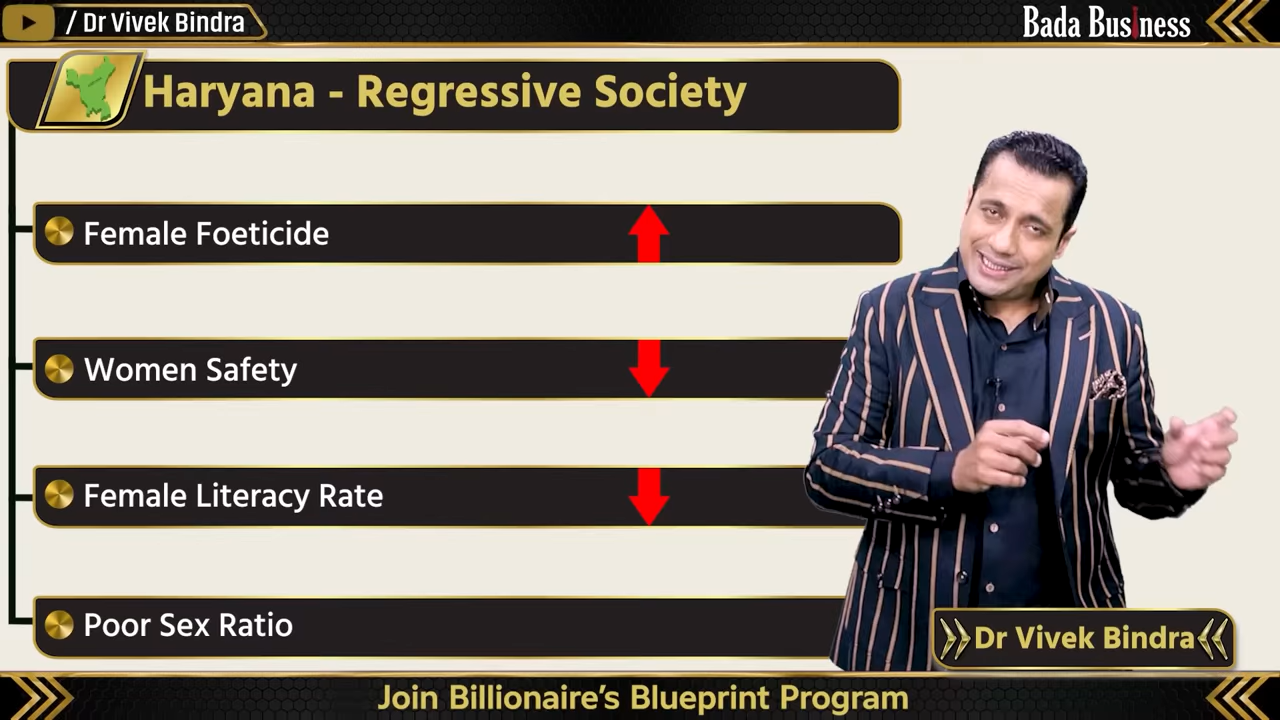 / Dr Vivek Bindra
Bada Business
Haryana - Regressive Society
Female Foeticide
Women Safety
Female Literacy Rate
Poor Sex Ratio
Dr Vivek Bindra
Join Billionaire's Blueprint Program